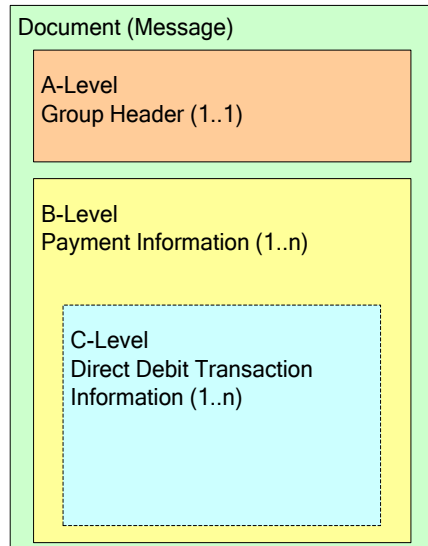 Document (Message)
A-Level
Group Header (1..1)
B-Level
Payment Information (1..n)
C-Level
Direct Debit Transaction
Information (1..n)